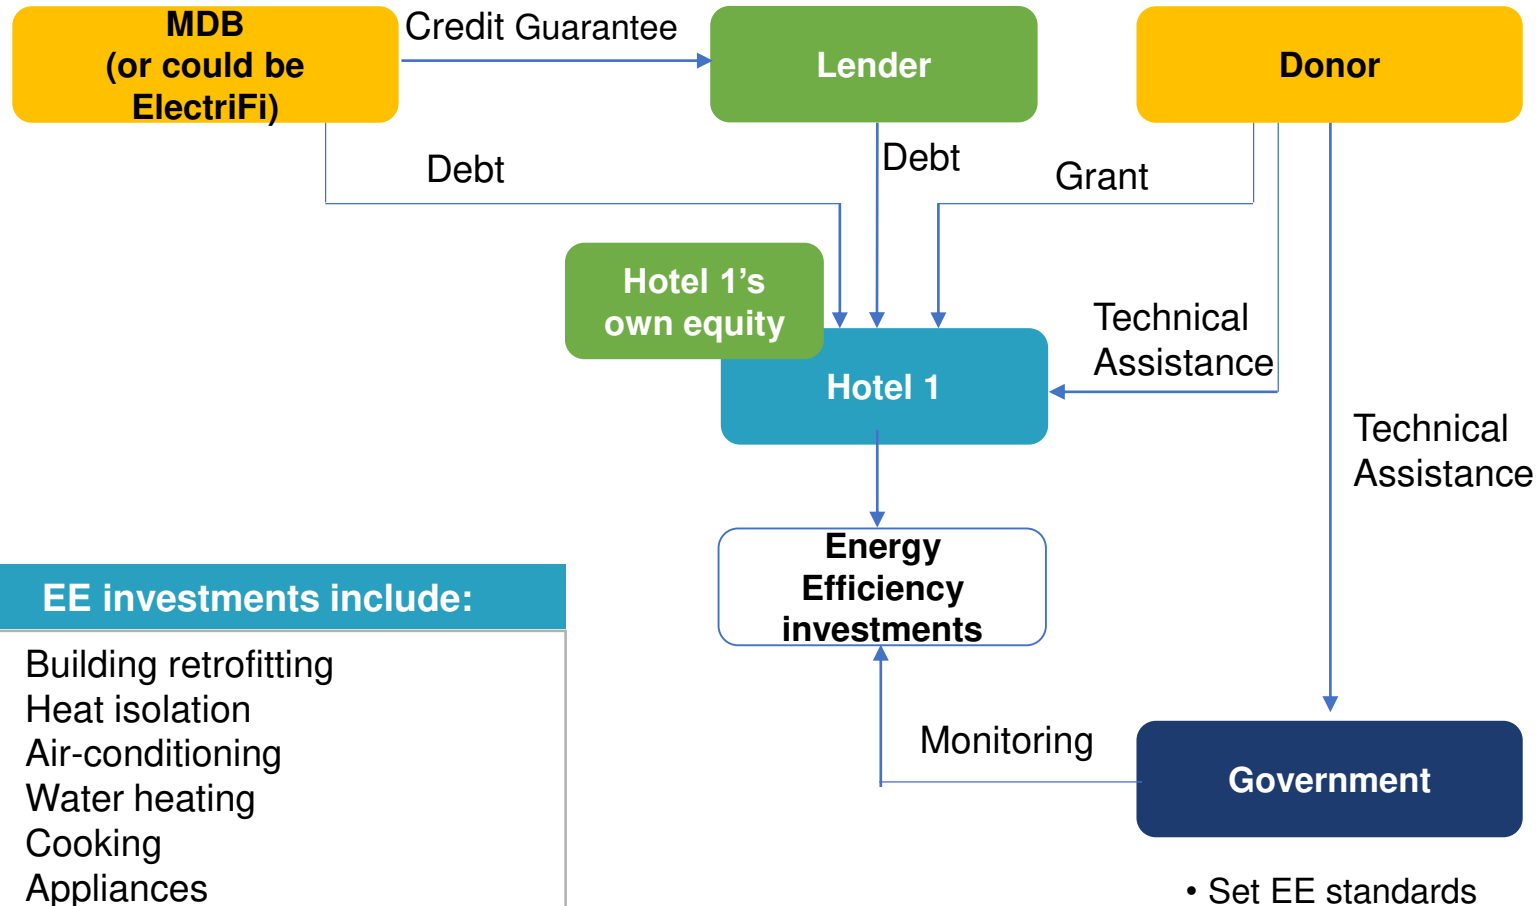 MDB
(or could be
ElectriFi)
Credit Guarantee
Lender
Donor
Debt
Debt
Grant
Hotel 1’s
own equity
Hotel 1
Technical
Assistance
Technical
Assistance
Energy
Efficiency
investments
EE investments include:
Building retrofitting
Heat isolation
Air-conditioning
Water heating
Cooking
Appliances
Monitoring
Government
• Set EE standards